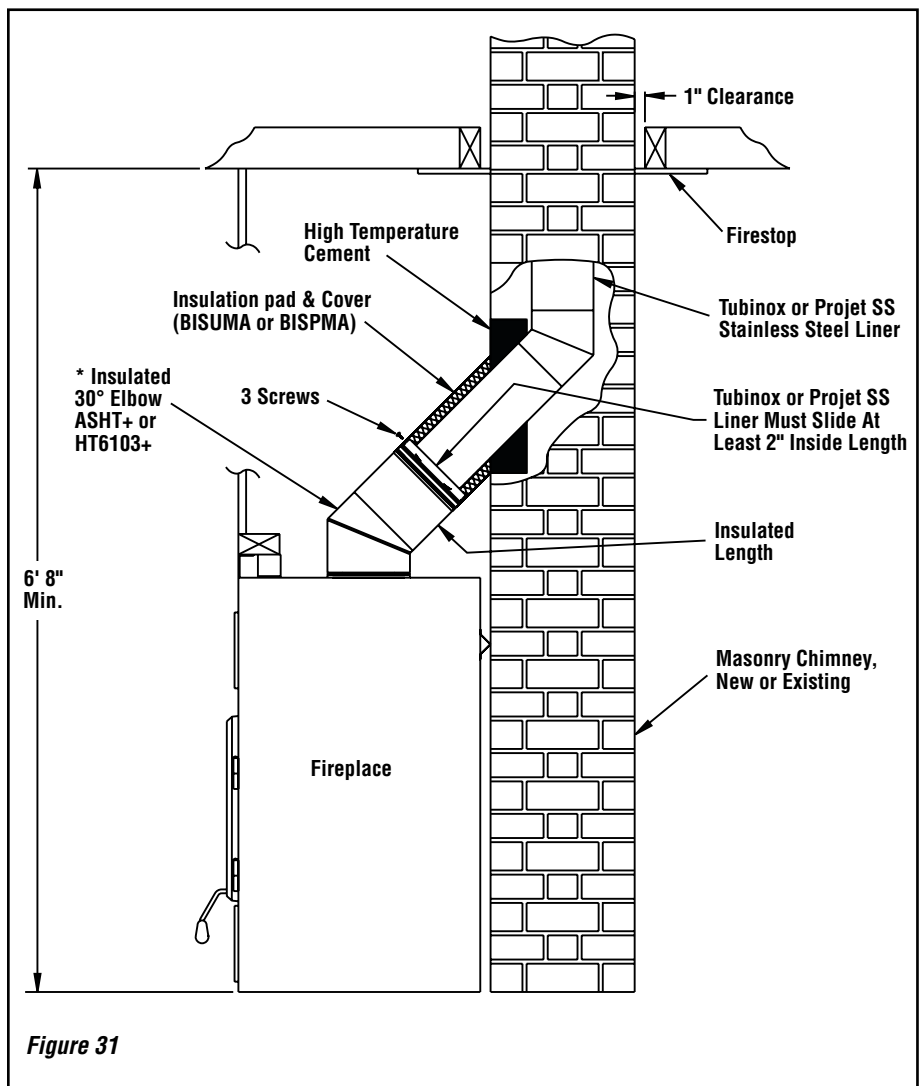 1" Clearance
Firestop
High Temperature
Cement
Insulation pad & Cover
(BISUMA or BISPMA)
Tubinox or Projet SS
Stainless Steel Liner
* Insulated
30° Elbow
ASHT+ or
HT6103+
3 Screws
Tubinox or Projet SS
Liner Must Slide At
Least 2" Inside Length
Insulated
Length
6' 8"
Min.
Masonry Chimney,
New or Existing
Fireplace
Figure 31